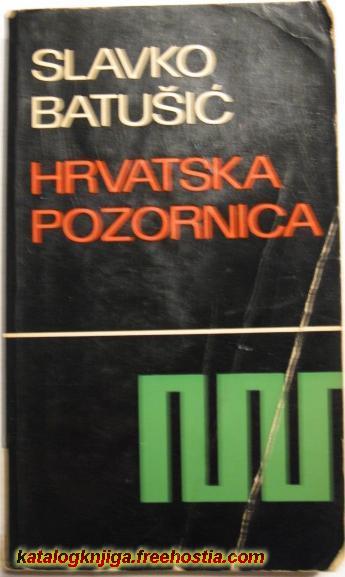 SLAVKO
BATUŠIĆ
HRVATSKA
POZORNICA
katalogknjiga.freehostia.com